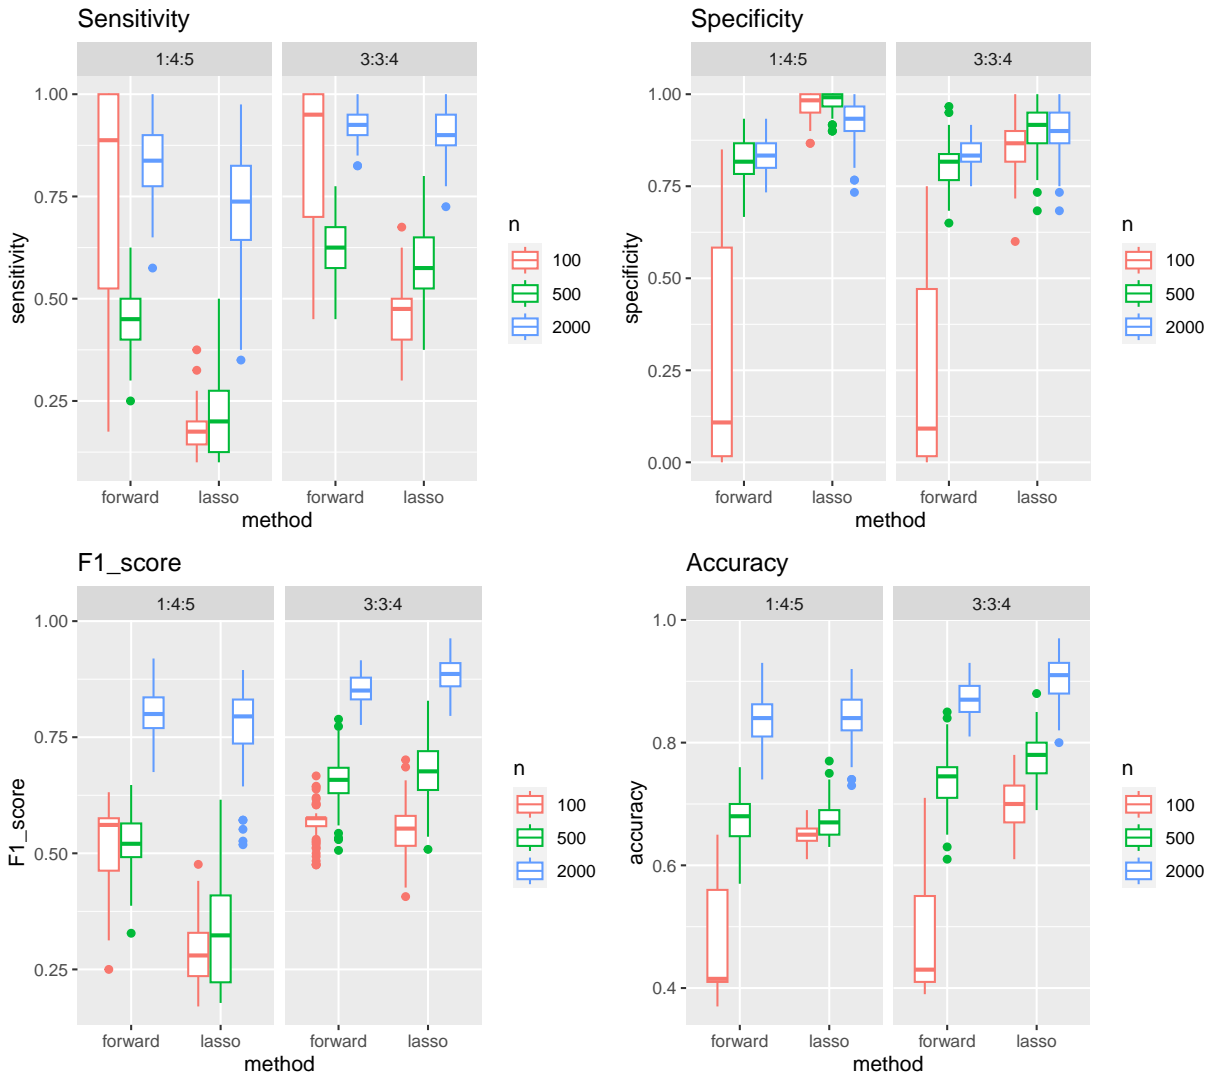 Sensitivity
1:4:5
3:3:4
1.00
0.75
0.50
0.25
sensitivity
forward
lasso
forward
lasso
method
n
100
500
2000
Specificity
1:4:5
3:3:4
1.00
0.75
0.50
0.25
0.00
specificity
forward
lasso
forward
lasso
method
n
100
500
2000
F1_score
1:4:5
3:3:4
1.00
0.75
0.50
0.25
F1_score
forward
lasso
forward
lasso
method
n
100
500
2000
Accuracy
1:4:5
3:3:4
1.0
0.8
0.6
0.4
accuracy
forward
lasso
forward
lasso
method
n
100
500
2000